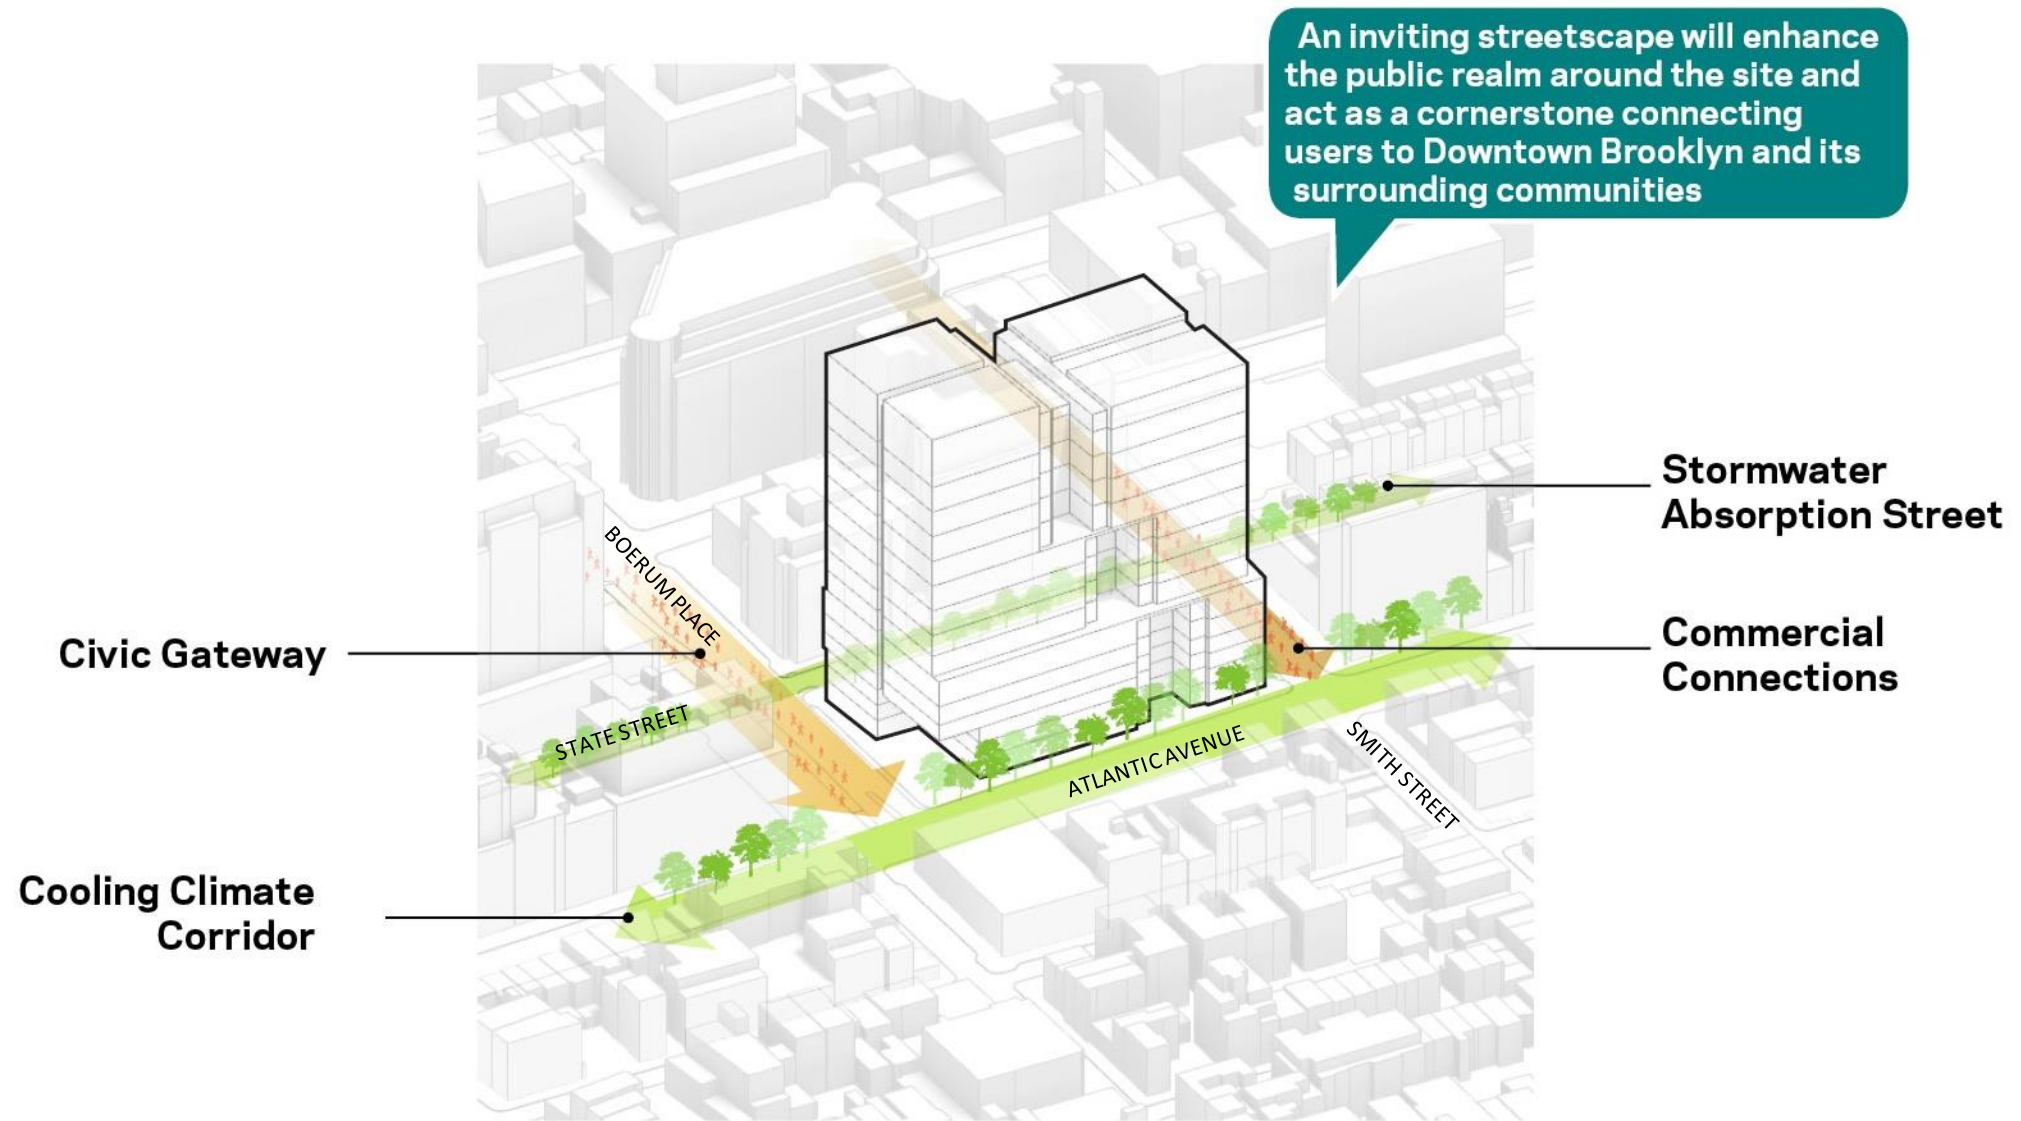 An inviting streetscape will enhance
the public realm around the site and
act as a cornerstone connecting
users to Downtown Brooklyn and its
surrounding communities
Stormwater
Absorption Street
BOERUM PLACE
Civic Gateway
Commercial
Connections
STATE STREET
ATLANTIC AVENUE
SMITH STREET
Cooling Climate
Corridor